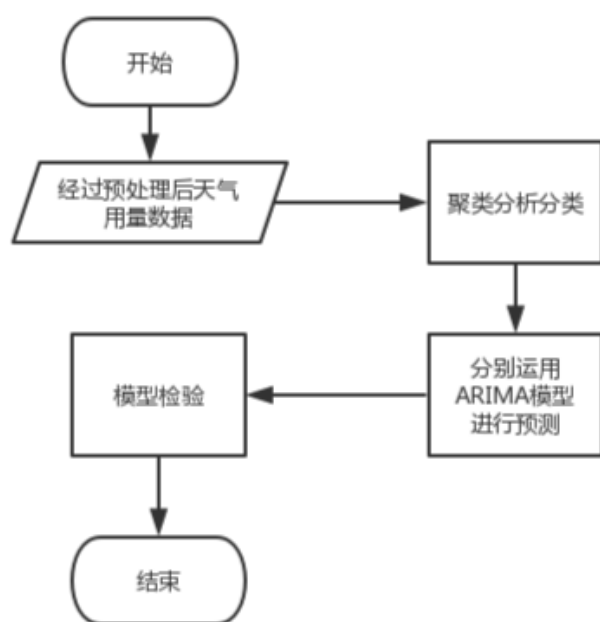 开始
经过预处理后天气
用量数据
聚类分析分类
分别运用
ARIMA模型
进行预测
模型检验
结束